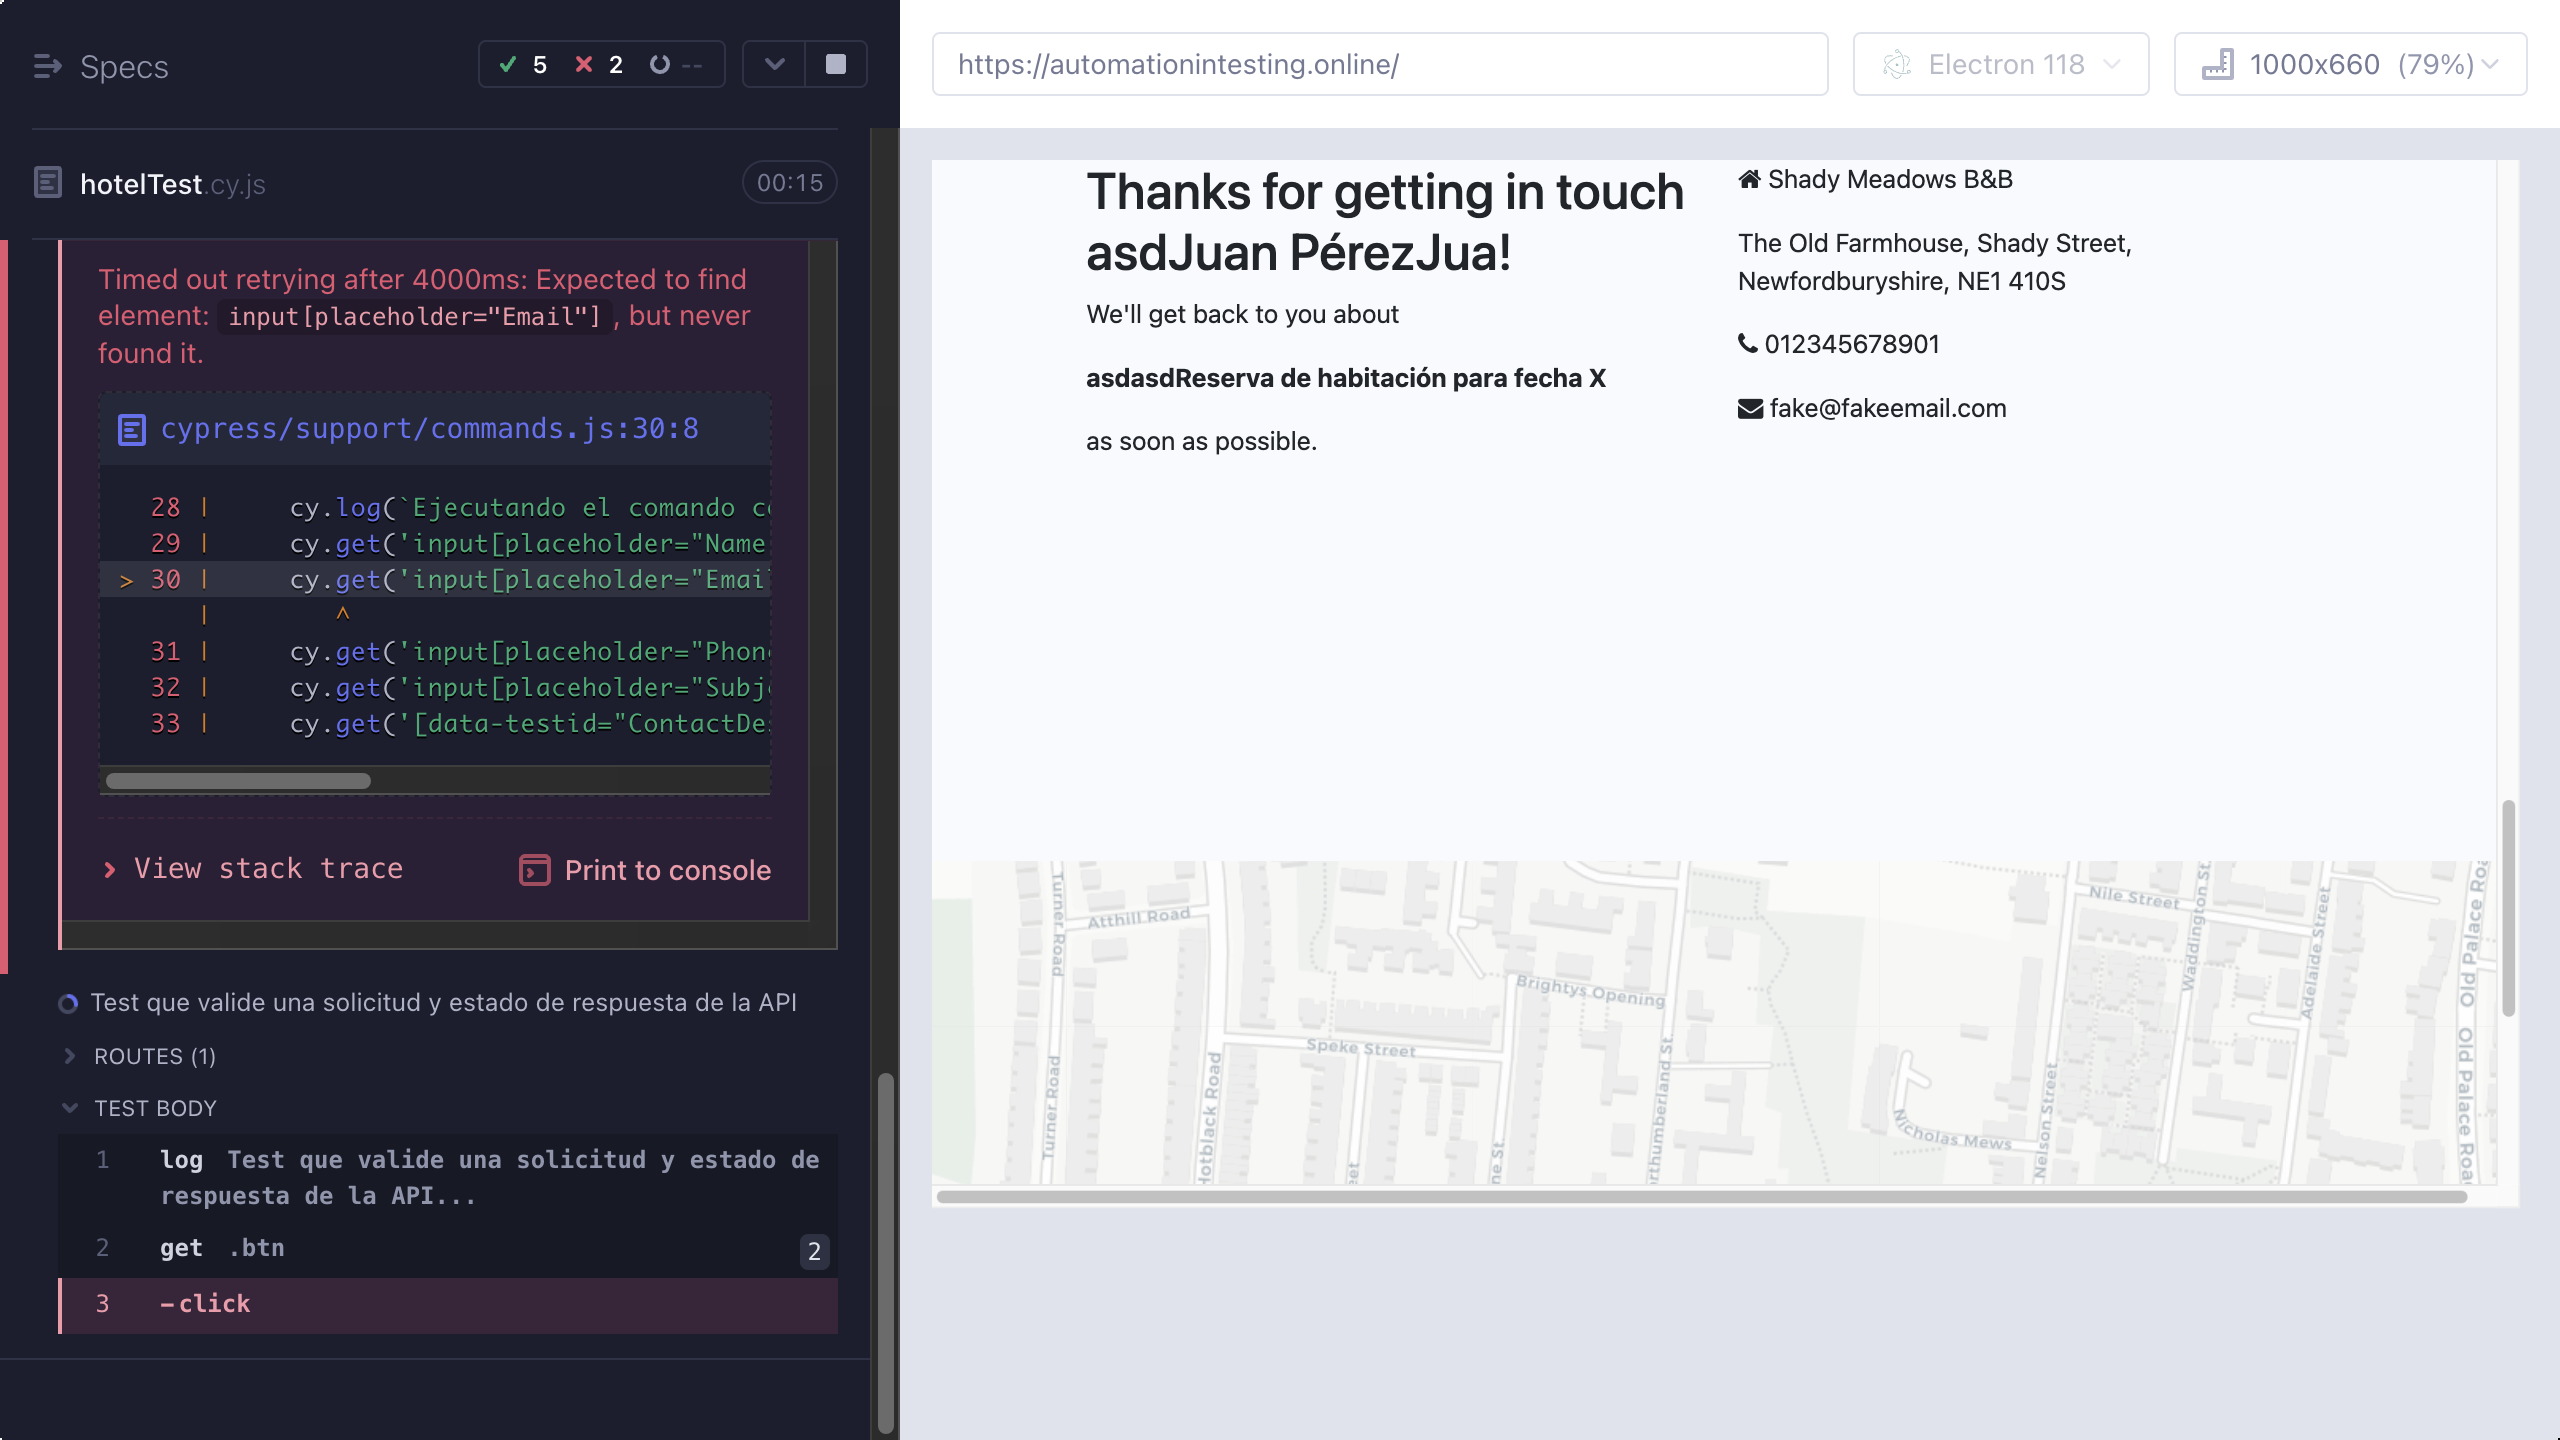 Specs
5
2
--
https://automationintesting.online/
Electron 118
1000x660 (79%)
hotelTest.cy.js
00:15
Timed out retrying after 4000ms: Expected to find
element: input[placeholder="Email"] , but never
found it.
cypress/support/commands.js:30:8
28 | cy.log(`Ejecutando el comando c
29 | cy.get('input[placeholder="Name
> 30 | cy.get('input[placeholder="Emai
| ^
31 | cy.get('input[placeholder="Phon
32 | cy.get('input[placeholder="Subj
33 | cy.get('[data-testid="ContactDe
View stack trace
Print to console
Test que valide una solicitud y estado de respuesta de la API
ROUTES (1)
TEST BODY
1 log Test que valide una solicitud y estado de
respuesta de la API...
2 get .btn 2
3 -click
Thanks for getting in touch
asdJuan PérezJua!
We'll get back to you about
asdasdReserva de habitación para fecha X
as soon as possible.
Shady Meadows B&B
The Old Farmhouse, Shady Street,
Newfordburyshire, NE1 410S
012345678901
fake@fakeemail.com
Turner Road
Atthill Road
Brightys Opening
Speke Street
Turner Road
Hotblack Road
ne St.
rthumberland St.
Nicholas Mews
Nelson Street
Nile Street
Waddington St.
Adelaide Street
Old Palace Roa
Old Palace Roa